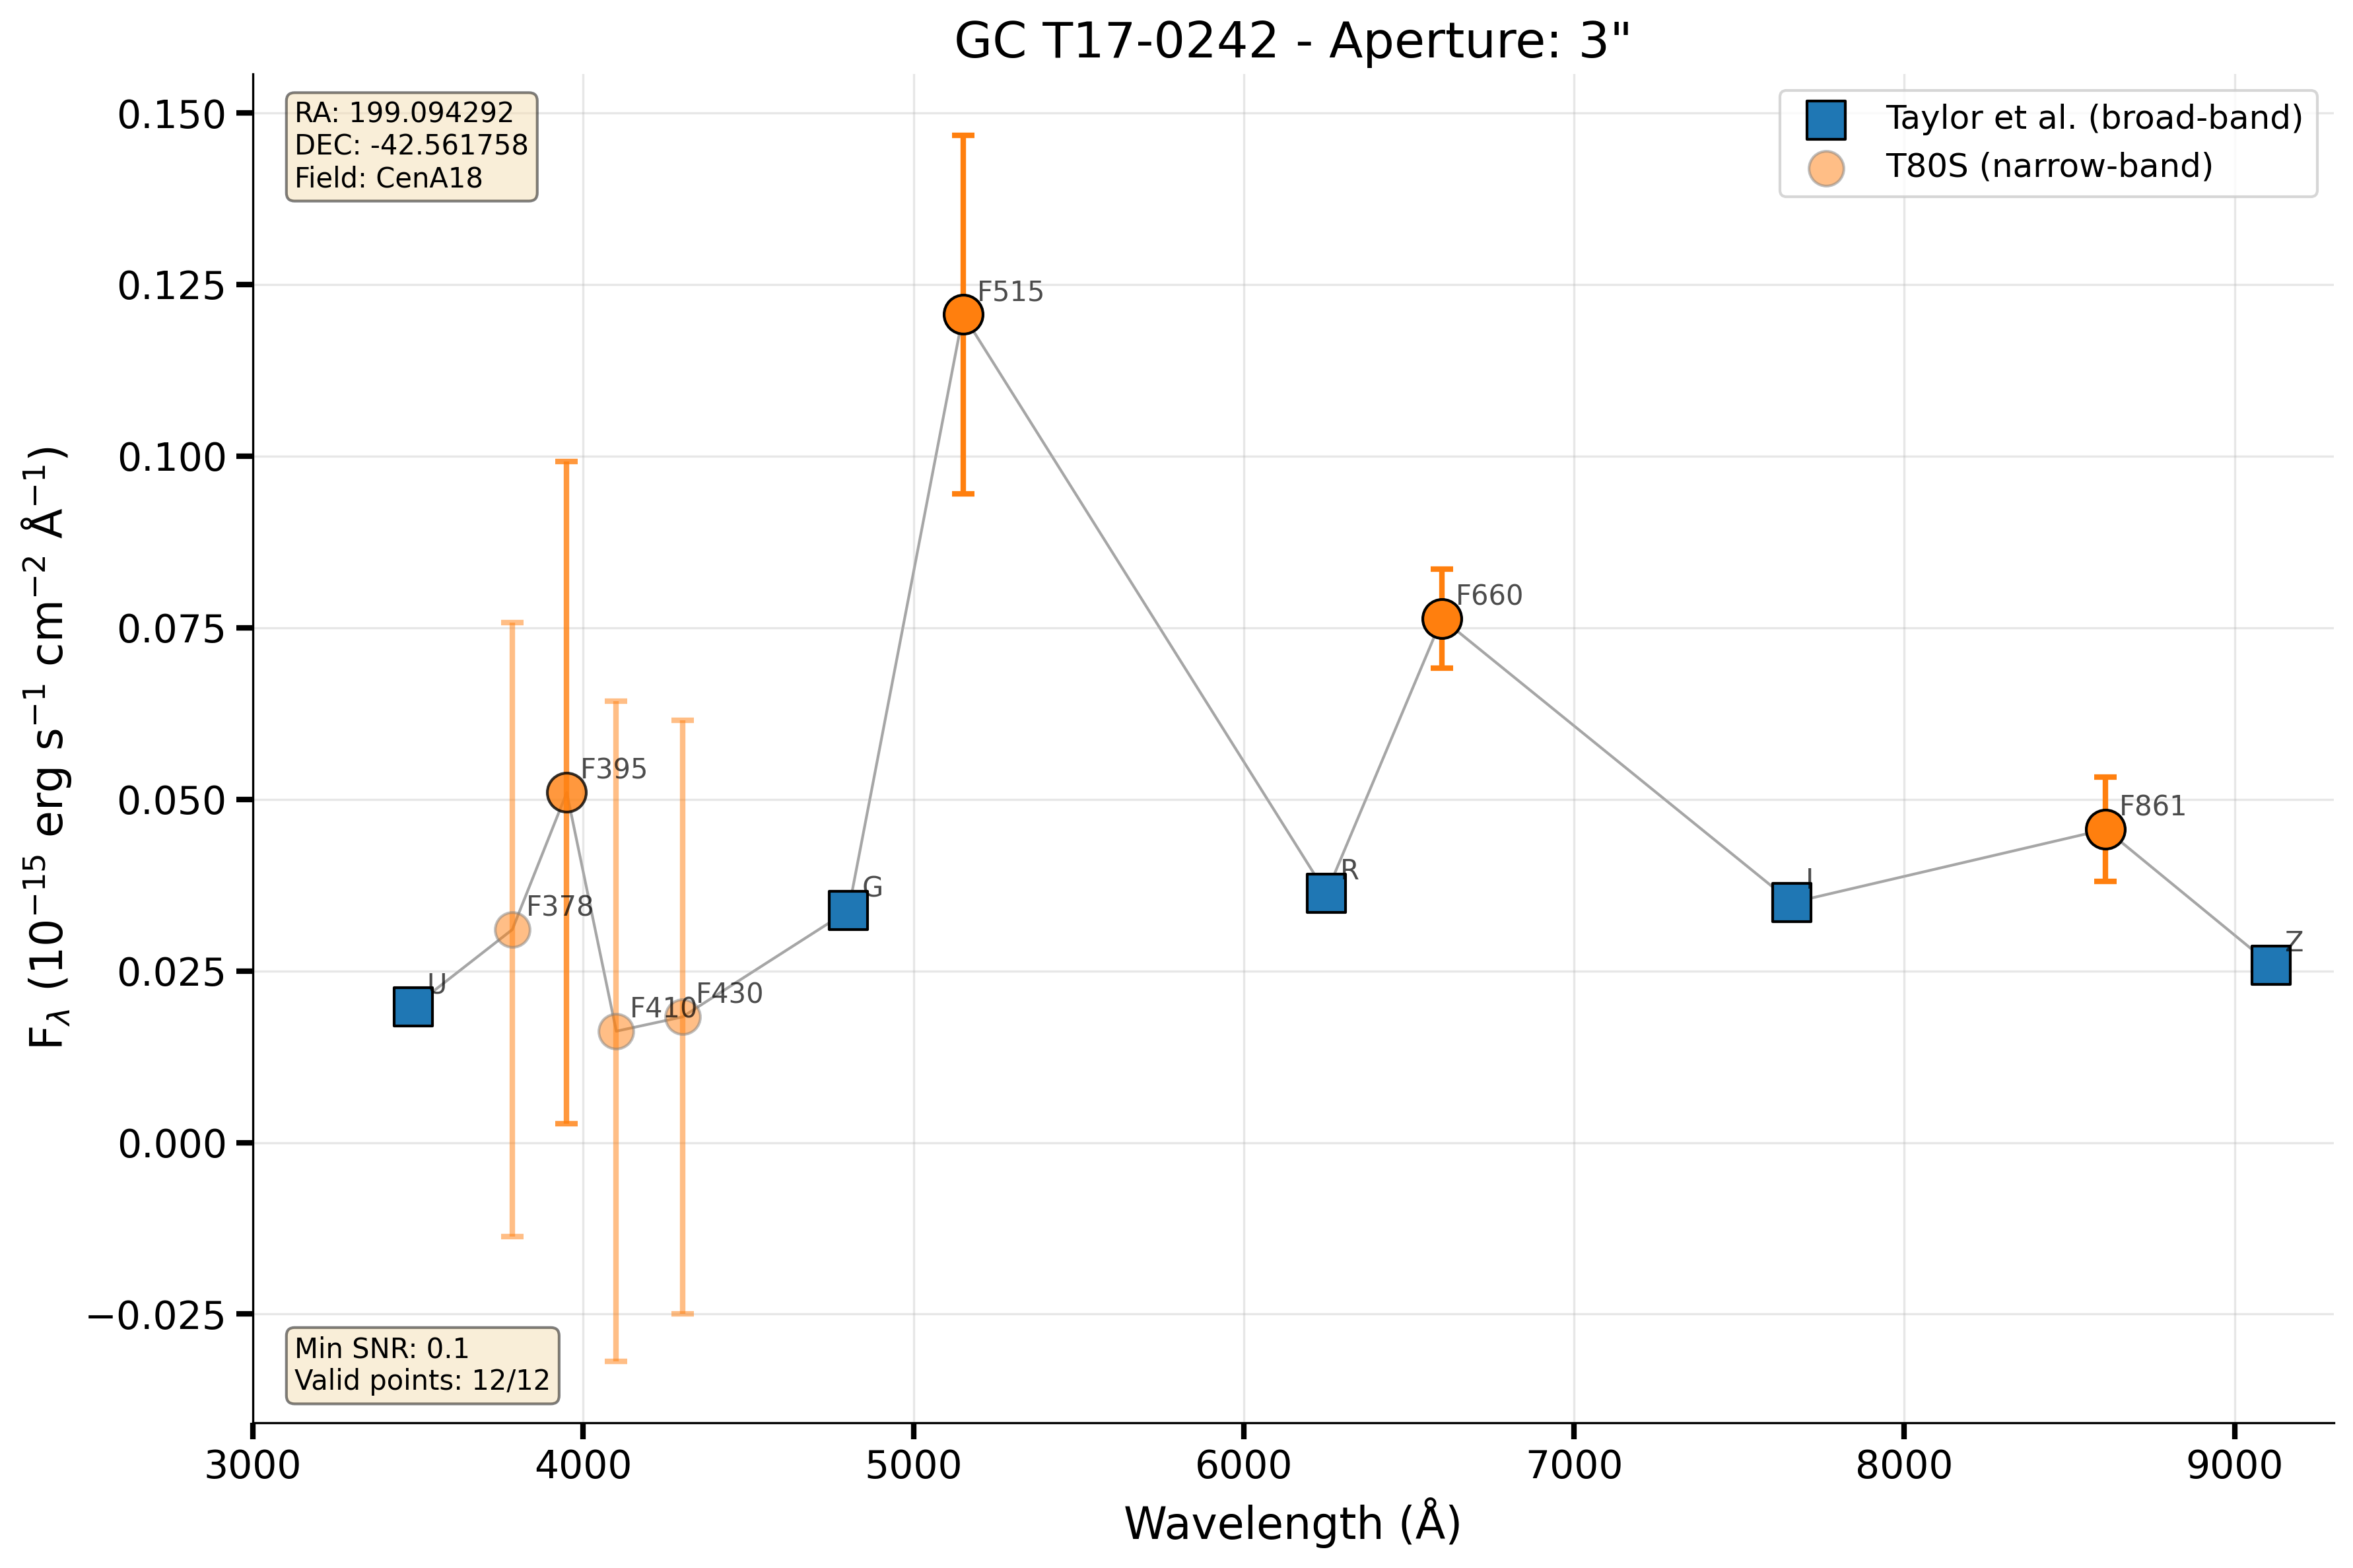 GC T17-0242 - Aperture: 3"
RA: 199.094292
DEC: -42.561758
Field: CenA18
Taylor et al. (broad-band)
T80S (narrow-band)
0.150
0.125
0.100
0.075
0.050
0.025
0.000
−0.025
F515
F660
F395
F861
F378
G
R
I
Z
U
F410
F430
Min SNR: 0.1
Valid points: 12/12
3000 4000 5000 6000 7000 8000 9000
Wavelength (Å)
Fλ (10⁻¹⁵ erg s⁻¹ cm⁻² Å⁻¹)